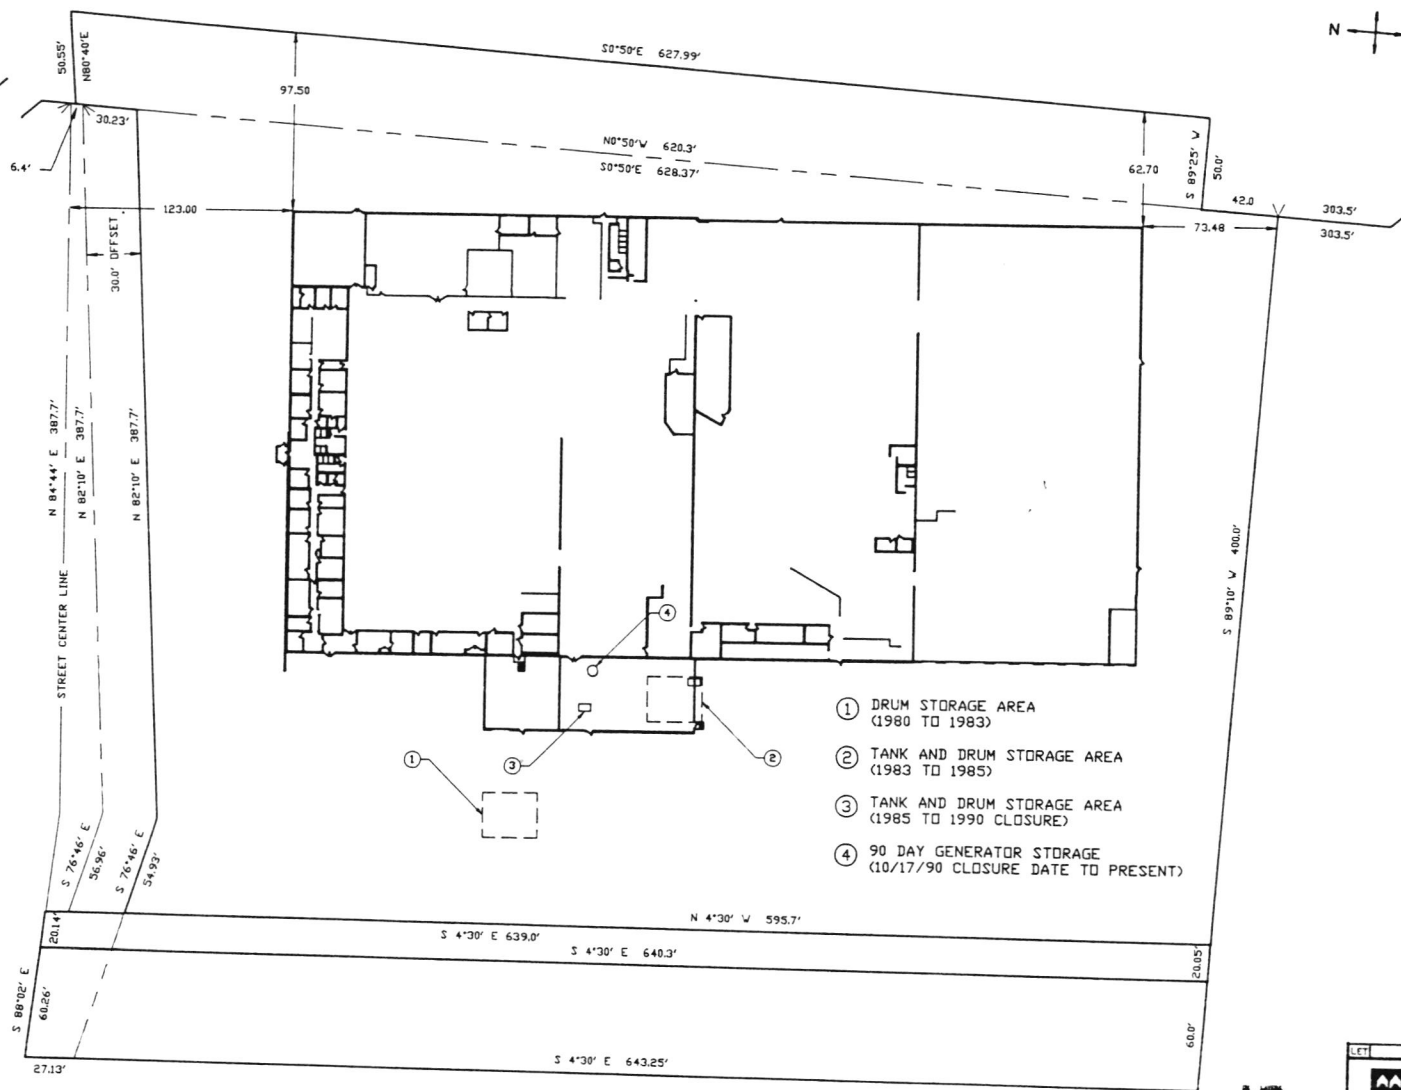 N
S0°50'E 627.99'
50.55'
N80°40'E
97.50
30.23'
6.4'
N0°50'W 620.3'
S0°50'E 628.37'
62.70
S 89°25' W
50.0'
42.0
303.5'
303.5'
123.00
73.48
30.0' OFFSET
N 84°44' E 387.7'
N 82°10' E 387.7'
N 82°10' E 387.7'
STREET CENTER LINE
S 89°10' W 400.0'
4
1
3
2
1 DRUM STORAGE AREA
(1980 TO 1983)
2 TANK AND DRUM STORAGE AREA
(1983 TO 1985)
3 TANK AND DRUM STORAGE AREA
(1985 TO 1990 CLOSURE)
4 90 DAY GENERATOR STORAGE
(10/17/90 CLOSURE DATE TO PRESENT)
S 76°46' E
56.96'
S 76°46' E
54.93'
N 4°30' W 595.7'
20.14'
S 4°30' E 639.0'
S 4°30' E 640.3'
20.05'
S 88°02' E
60.26'
60.0'
S 4°30' E 643.25'
27.13'
LET